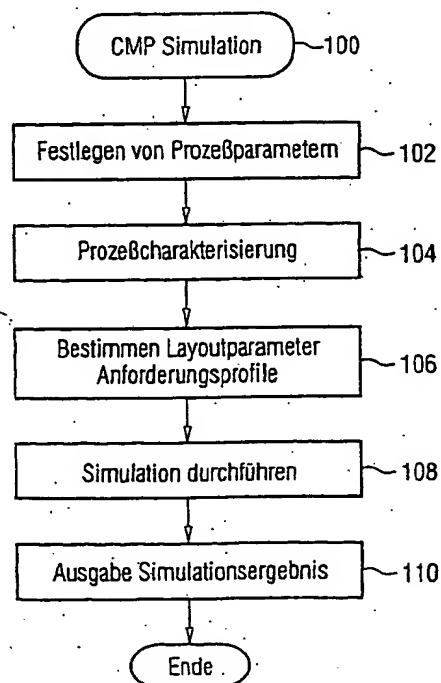 CMP Simulation 100
Festlegen von Prozeßparametern 102
Prozeßcharakterisierung 104
Bestimmen Layoutparameter
Anforderungsprofile 106
Simulation durchführen 108
Ausgabe Simulationsergebnis 110
Ende